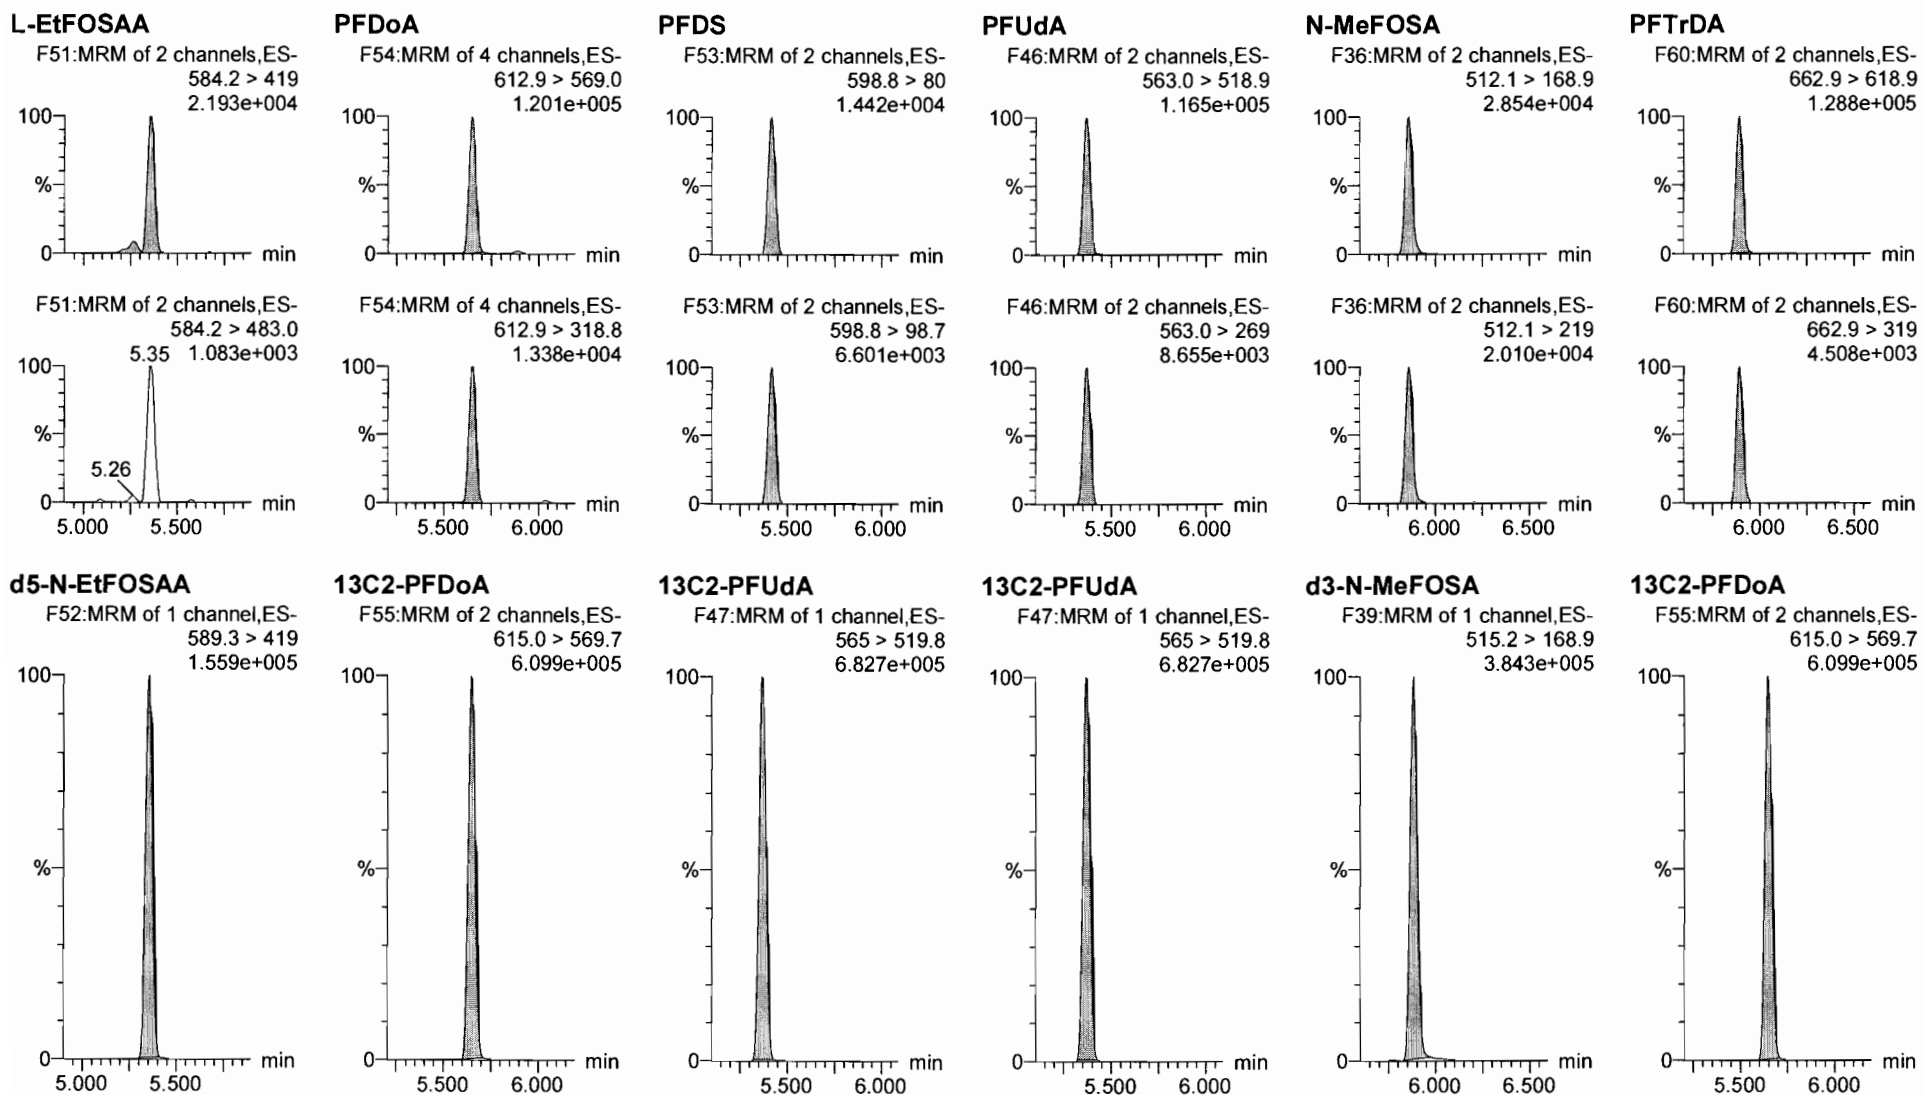 L-EtFOSAA
F51:MRM of 2 channels,ES-
584.2 > 419
2.193e+004
100
%
0
min
PFDoA
F54:MRM of 4 channels,ES-
612.9 > 569.0
1.201e+005
100
%
0
min
PFDS
F53:MRM of 2 channels,ES-
598.8 > 80
1.442e+004
100
%
0
min
PFUdA
F46:MRM of 2 channels,ES-
563.0 > 518.9
1.165e+005
100
%
0
min
N-MeFOSA
F36:MRM of 2 channels,ES-
512.1 > 168.9
2.854e+004
100
%
0
min
PFTrDA
F60:MRM of 2 channels,ES-
662.9 > 618.9
1.288e+005
100
%
0
min
F51:MRM of 2 channels,ES-
584.2 > 483.0
5.35 1.083e+003
100
%
5.26
0
min
5.000 5.500
F54:MRM of 4 channels,ES-
612.9 > 318.8
1.338e+004
100
%
0
min
5.500 6.000
F53:MRM of 2 channels,ES-
598.8 > 98.7
6.601e+003
100
%
0
min
5.500 6.000
F46:MRM of 2 channels,ES-
563.0 > 269
8.655e+003
100
%
0
min
5.500 6.000
F36:MRM of 2 channels,ES-
512.1 > 219
2.010e+004
100
%
0
min
6.000 6.500
F60:MRM of 2 channels,ES-
662.9 > 319
4.508e+003
100
%
0
min
6.000 6.500
d5-N-EtFOSAA
F52:MRM of 1 channel,ES-
589.3 > 419
1.559e+005
100
%
0
min
5.000 5.500
13C2-PFDoA
F55:MRM of 2 channels,ES-
615.0 > 569.7
6.099e+005
100
%
0
min
5.500 6.000
13C2-PFUdA
F47:MRM of 1 channel,ES-
565 > 519.8
6.827e+005
100
%
0
min
5.500 6.000
13C2-PFUdA
F47:MRM of 1 channel,ES-
565 > 519.8
6.827e+005
100
%
0
min
5.500 6.000
d3-N-MeFOSA
F39:MRM of 1 channel,ES-
515.2 > 168.9
3.843e+005
100
%
0
min
6.000 6.500
13C2-PFDoA
F55:MRM of 2 channels,ES-
615.0 > 569.7
6.099e+005
100
%
0
min
5.500 6.000